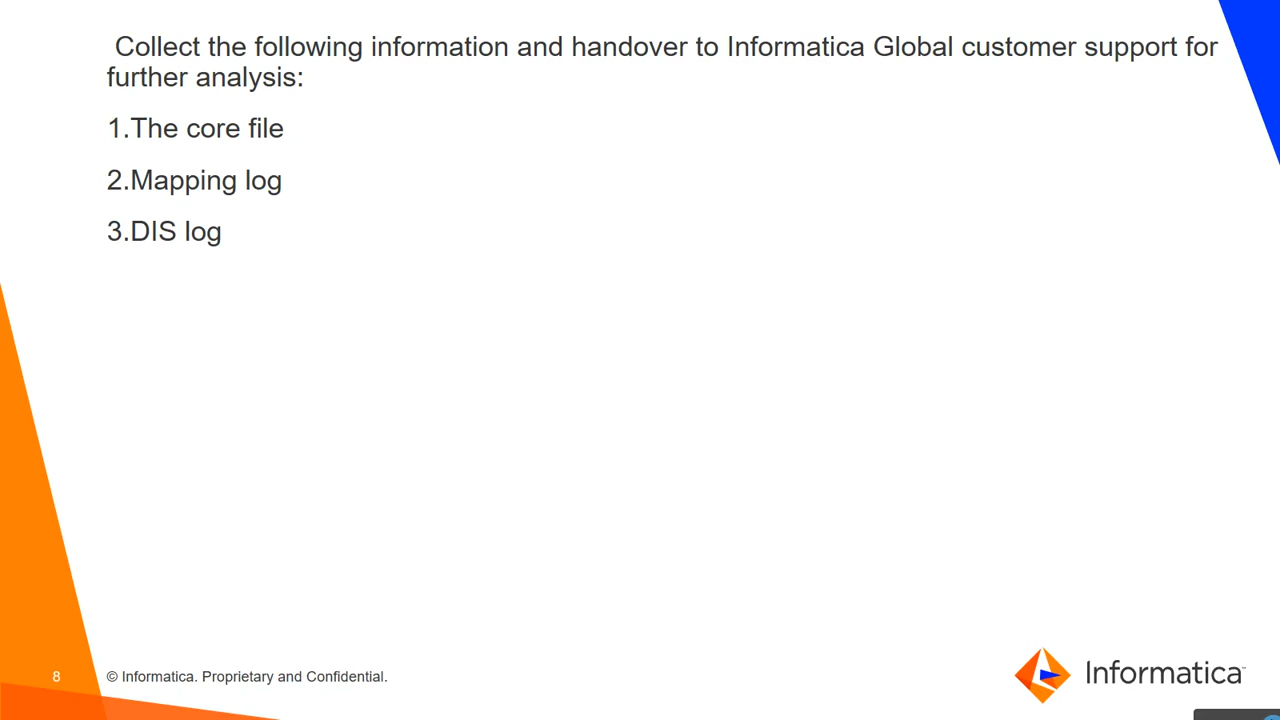 Collect the following information and handover to Informatica Global customer support for
further analysis:
1.The core file
2.Mapping log
3.DIS log
8
© Informatica. Proprietary and Confidential.
Informatica™